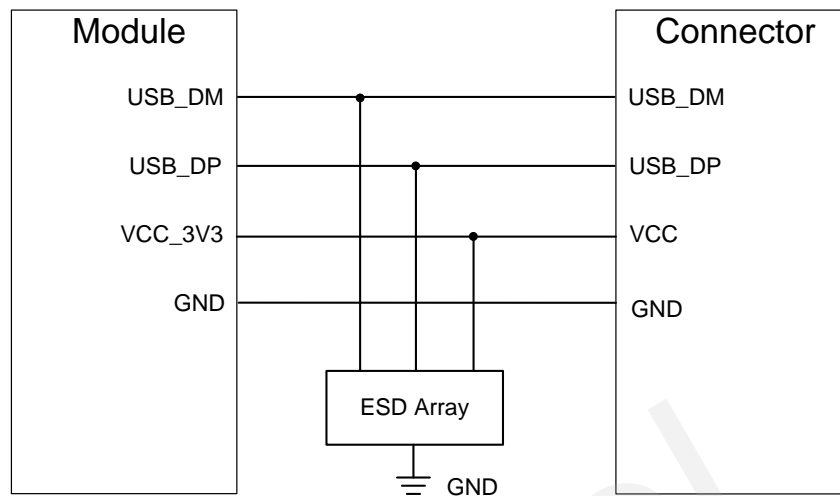 Module
Connector
USB_DM
USB_DM
USB_DP
USB_DP
VCC_3V3
VCC
GND
GND
ESD Array
GND